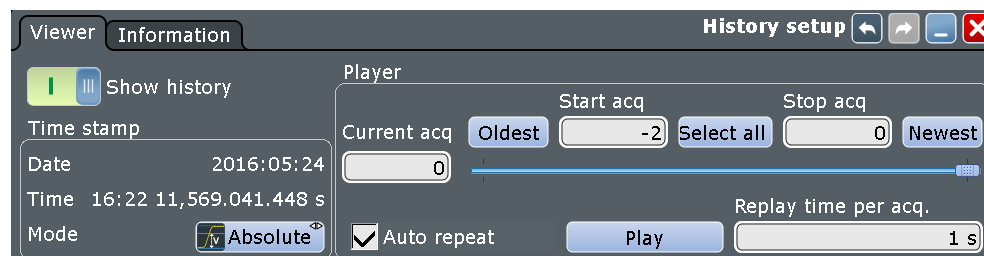 Viewer Information History setup
Show history
Player
Start acq Stop acq
Time stamp
Current acq Oldest -2 Select all 0 Newest
Date 2016:05:24
0
Time 16:22 11,569.041.448 s
Replay time per acq.
Mode Absolute
Auto repeat Play 1 s